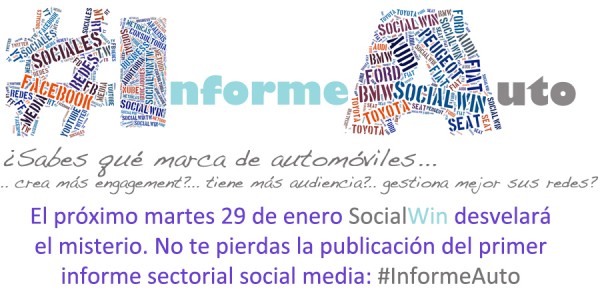 #InformeAuto
¿Sabes qué marca de automóviles...
.. crea más engagement?... tiene más audiencia?.. gestiona mejor sus redes?
El próximo martes 29 de enero SocialWin desvelará
el misterio. No te pierdas la publicación del primer
informe sectorial social media: #InformeAuto